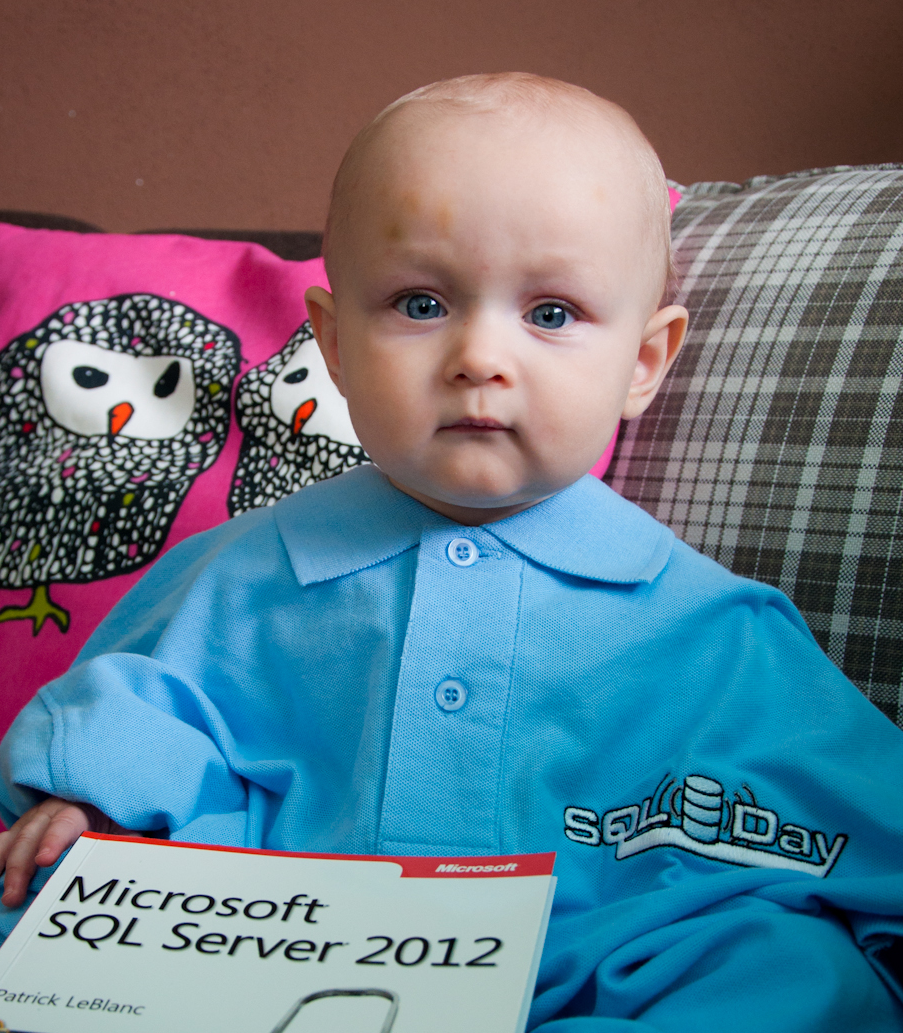 SQL Day
Microsoft
Microsoft
SQL Server 2012
Patrick LeBlanc